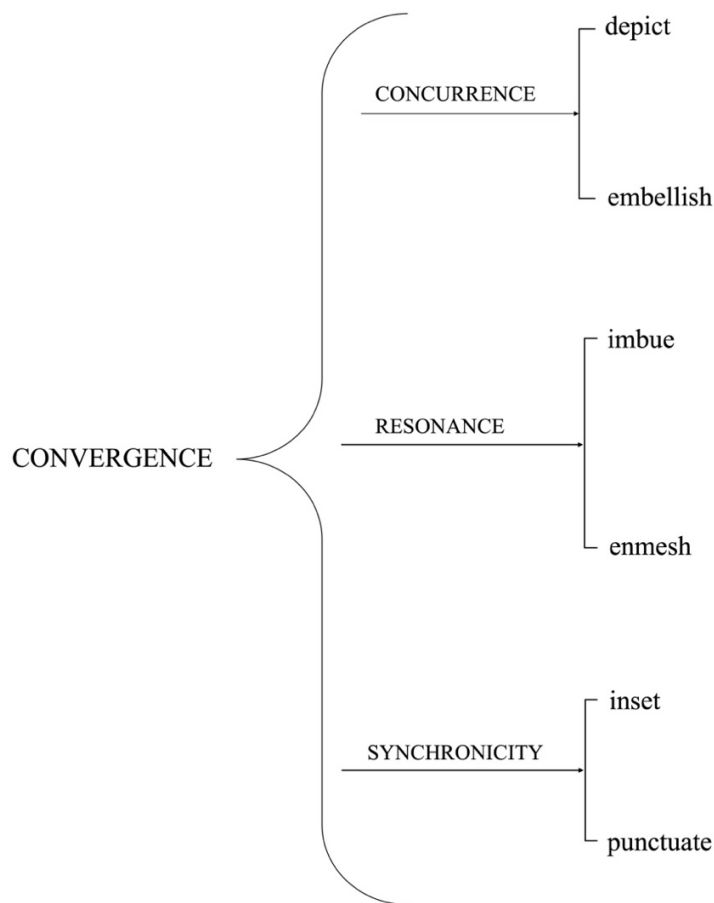 depict
CONCURRENCE
embellish
imbue
RESONANCE
CONVERGENCE
enmesh
inset
SYNCHRONICITY
punctuate